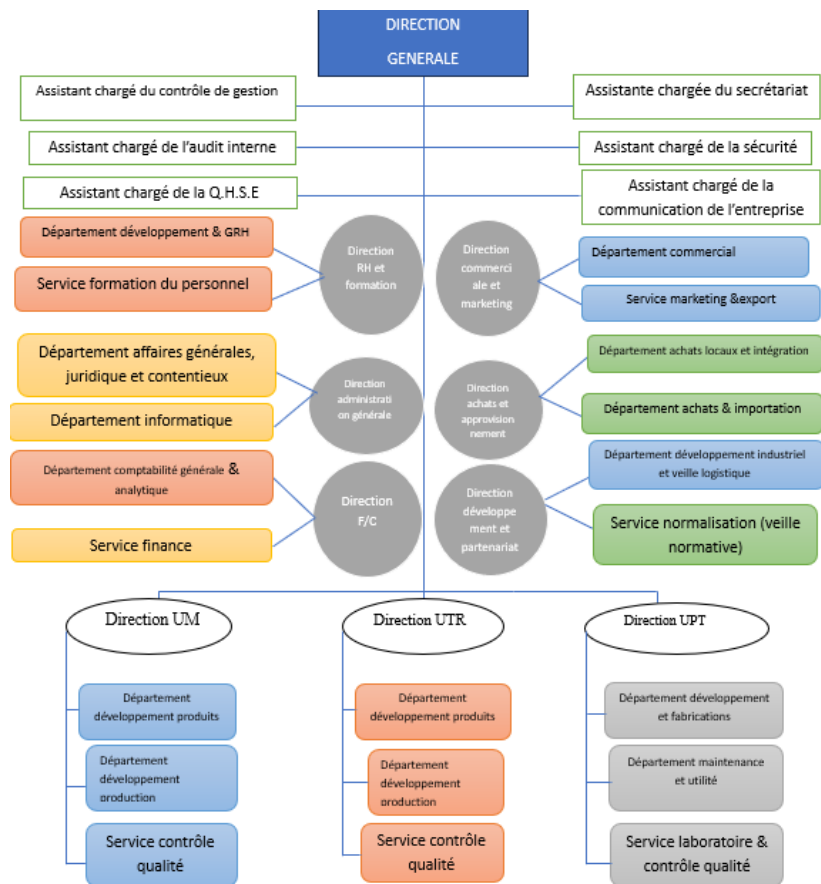 DIRECTION
GENERALE
Assistant chargé du contrôle de gestion
Assistante chargée du secrétariat
Assistant chargé de l'audit interne
Assistant chargé de la sécurité
Assistant chargé de la Q.H.S.E
Assistant chargé de la
communication de l'entreprise
Département développement & GRH
Service formation du personnel
Direction
RH et
formation
Direction
commerci
ale et
marketing
Département commercial
Service marketing &export
Département affaires générales,
juridique et contentieux
Département informatique
Direction
administrati
on générale
Direction
achats et
approvision
nement
Département achats locaux et intégration
Département achats & importation
Département comptabilité générale &
analytique
Service finance
Direction
F/C
Direction
développe
ment et
partenariat
Département développement industriel
et veille logistique
Service normalisation (veille
normative)
Direction UM
Direction UTR
Direction UPT
Département
développement produits
Département
développement
production
Service contrôle
qualité
Département
développement produits
Département
développement
production
Service contrôle
qualité
Département développement
et fabrications
Département maintenance
et utilité
Service laboratoire &
contrôle qualité